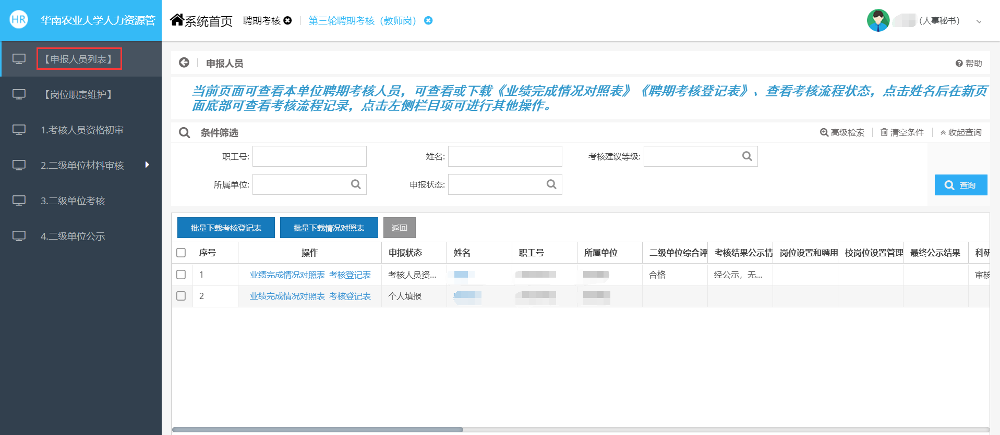 HR 华南农业大学人力资源管
系统首页 聘期考核 第三轮聘期考核（教师岗）
(人事秘书)
【申报人员列表】
【岗位职责维护】
1.考核人员资格初审
2.二级单位材料审核
3.二级单位考核
4.二级单位公示
申报人员
帮助
当前页面可查看本单位聘期考核人员，可查看或下载《业绩完成情况对照表》《聘期考核登记表》、查看考核流程状态，点击姓名后在新页
面底部可查看考核流程记录，点击左侧栏目项可进行其他操作。
条件筛选
高级检索 清空条件 收起查询
职工号: 姓名: 考核建议等级:
所属单位: 申报状态:
查询
批量下载考核登记表 批量下载情况对照表 返回
序号 操作 申报状态 姓名 职工号 所属单位 二级单位综合评 考核结果公示情 岗位设置和聘用 校岗位设置管理 最终公示结果 科研
1 业绩完成情况对照表 考核登记表 考核人员资... 合格 经公示，无... 审核
2 业绩完成情况对照表 考核登记表 个人填报